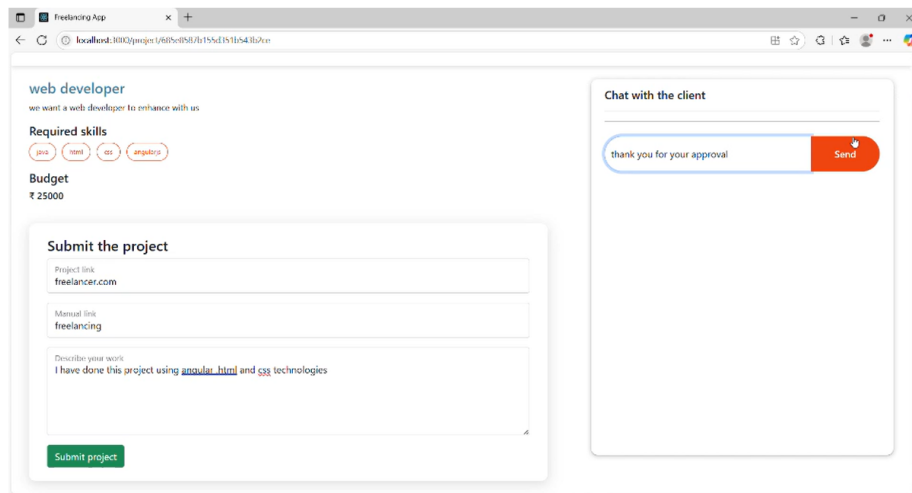 Freelancing App
localhost:3000/project/685e8587b155d351b543b2ce
web developer
we want a web developer to enhance with us
Required skills
java
html
css
angularjs
Budget
₹ 25000
Submit the project
Project link
freelancer.com
Manual link
freelancing
Describe your work
I have done this project using angular ,html and css technologies
Submit project
Chat with the client
thank you for your approval
Send